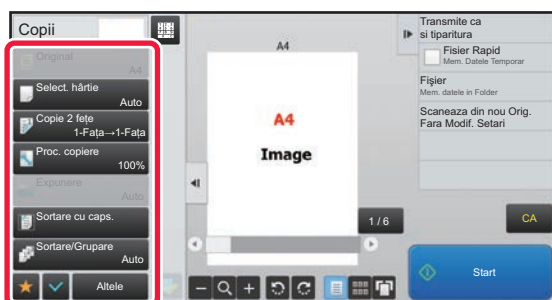 Copii
Original
A4
Select. hârtie
Auto
Copie 2 fețe
1-Fața→1-Fața
Proc. copiere
100%
Expunere
Auto
Sortare cu caps.
Sortare/Grupare
Auto
Altele
A4
A4
Image
1 / 6
Transmite ca
si tiparitura
Fisier Rapid
Mem. Datele Temporar
Fişier
Mem. datele in Folder
Scaneaza din nou Orig.
Fara Modif. Setari
CA
Start